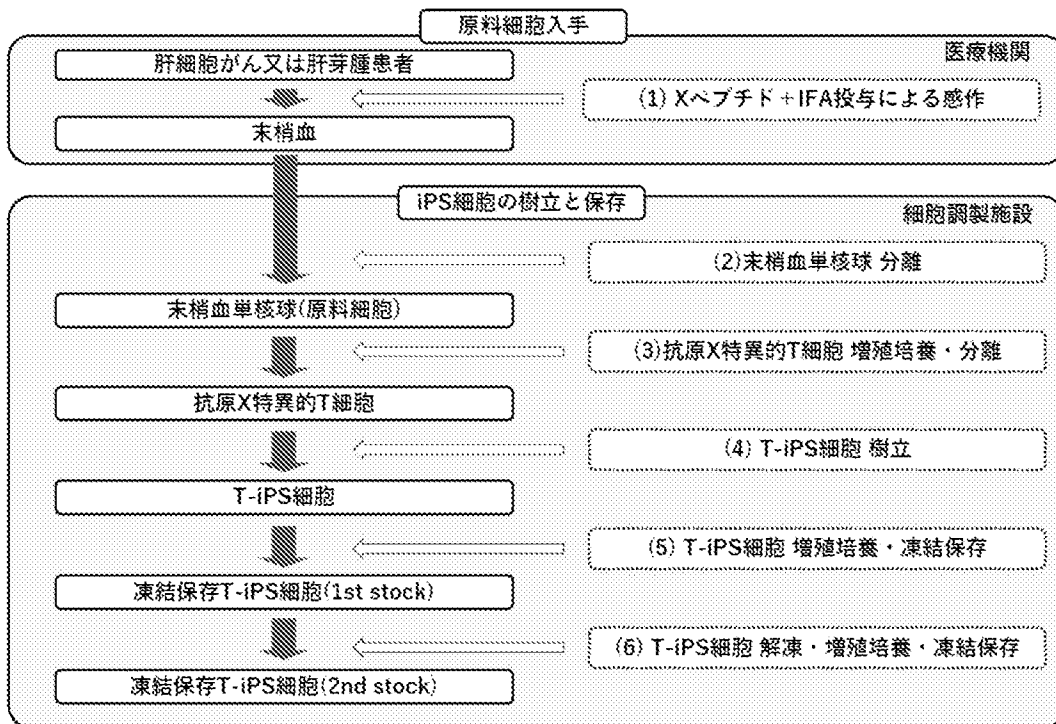 原料細胞入手
医療機関
肝細胞がん又は肝芽腫患者
(1) Xペプチド＋IFA投与による感作
末梢血
iPS細胞の樹立と保存
細胞調製施設
(2)末梢血単核球 分離
末梢血単核球(原料細胞)
(3)抗原X特異的T細胞 増殖培養・分離
抗原X特異的T細胞
(4) T-iPS細胞 樹立
T-iPS細胞
(5) T-iPS細胞 増殖培養・凍結保存
凍結保存T-iPS細胞(1st stock)
(6) T-iPS細胞 解凍・増殖培養・凍結保存
凍結保存T-iPS細胞(2nd stock)